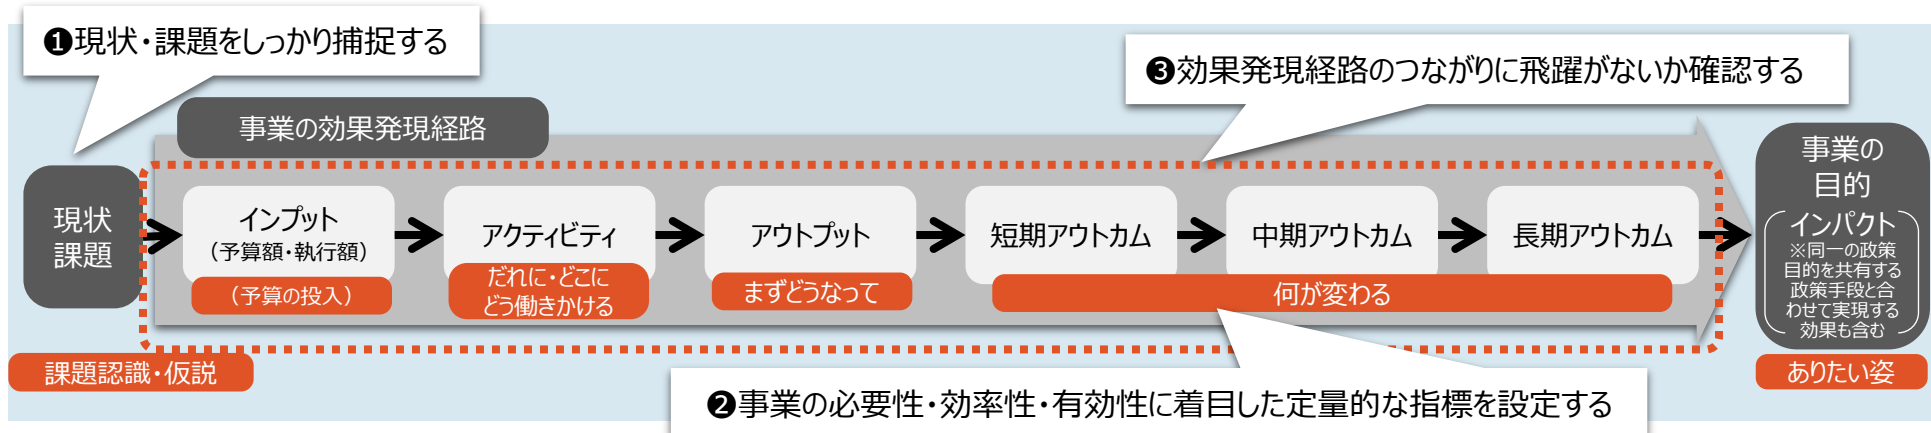 ❶現状・課題をしっかり捕捉する
❸効果発現経路のつながりに飛躍がないか確認する
事業の効果発現経路
現状
課題
インプット
（予算額・執行額）
（予算の投入）
アクティビティ
だれに・どこに
どう働きかける
アウトプット
まずどうなって
短期アウトカム
中期アウトカム
長期アウトカム
何が変わる
事業の
目的
インパクト
※同一の政策
目的を共有する
政策手段と合
わせて実現する
効果も含む
課題認識・仮説
ありたい姿
❷事業の必要性・効率性・有効性に着目した定量的な指標を設定する